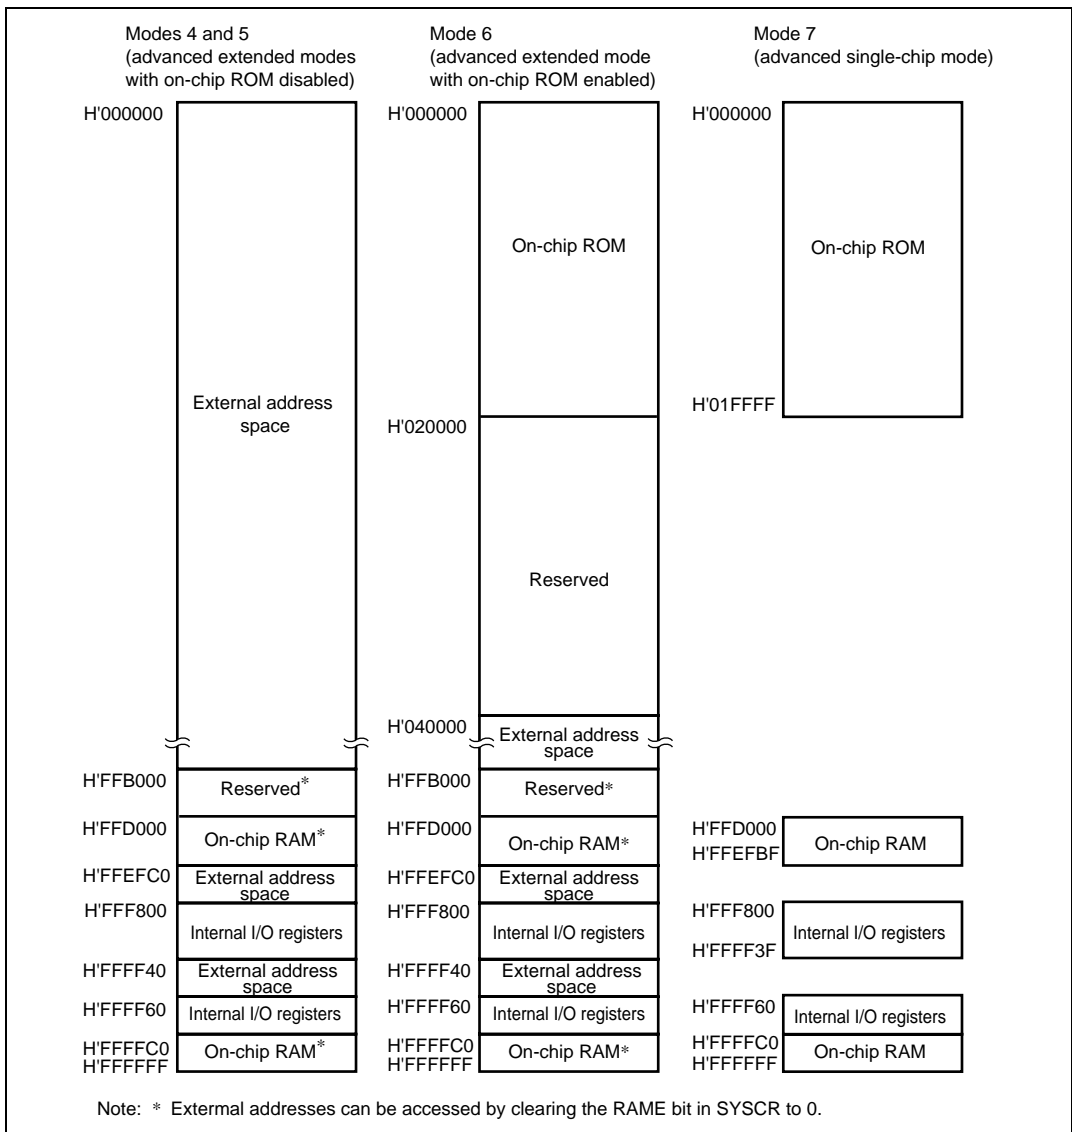 Modes 4 and 5
(advanced extended modes
with on-chip ROM disabled)
H'000000
External address
space
H'FFB000
Reserved*
H'FFD000
On-chip RAM*
H'FFEFC0
External address
space
H'FFF800
Internal I/O registers
H'FFFF40
External address
space
H'FFFF60
Internal I/O registers
H'FFFFC0
On-chip RAM*
H'FFFFFF
Mode 6
(advanced extended mode
with on-chip ROM enabled)
H'000000
On-chip ROM
H'020000
Reserved
H'040000
External address
space
H'FFB000
Reserved*
H'FFD000
On-chip RAM*
H'FFEFC0
External address
space
H'FFF800
Internal I/O registers
H'FFFF40
External address
space
H'FFFF60
Internal I/O registers
H'FFFFC0
On-chip RAM*
H'FFFFFF
Mode 7
(advanced single-chip mode)
H'000000
On-chip ROM
H'01FFFF
H'FFD000
On-chip RAM
H'FFEFBF
H'FFF800
Internal I/O registers
H'FFFF3F
H'FFFF60
Internal I/O registers
H'FFFFC0
On-chip RAM
H'FFFFFF
Note: * Extermal addresses can be accessed by clearing the RAME bit in SYSCR to 0.